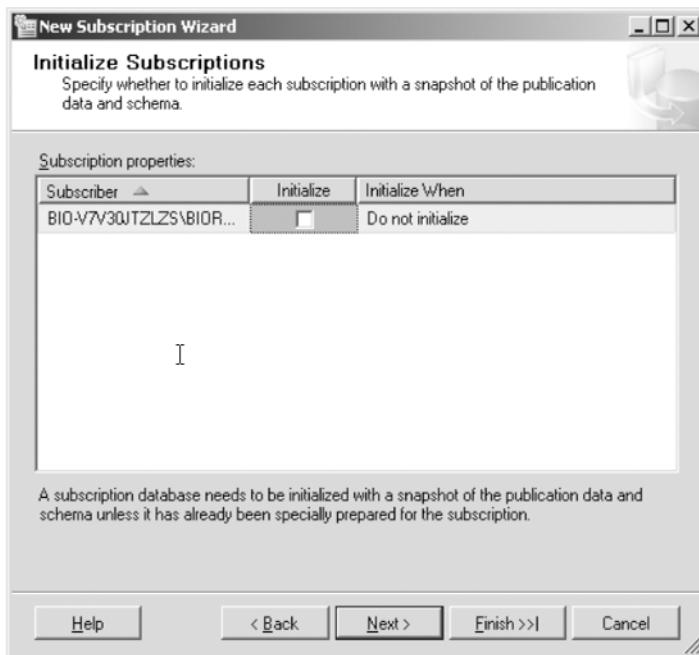 New Subscription Wizard
Initialize Subscriptions
Specify whether to initialize each subscription with a snapshot of the publication
data and schema.
Subscription properties:
Subscriber Initialize Initialize When
BIO-V7V30JTZLZS\BIOR... Do not initialize
A subscription database needs to be initialized with a snapshot of the publication data and
schema unless it has already been specially prepared for the subscription.
Help < Back Next > Finish >>| Cancel